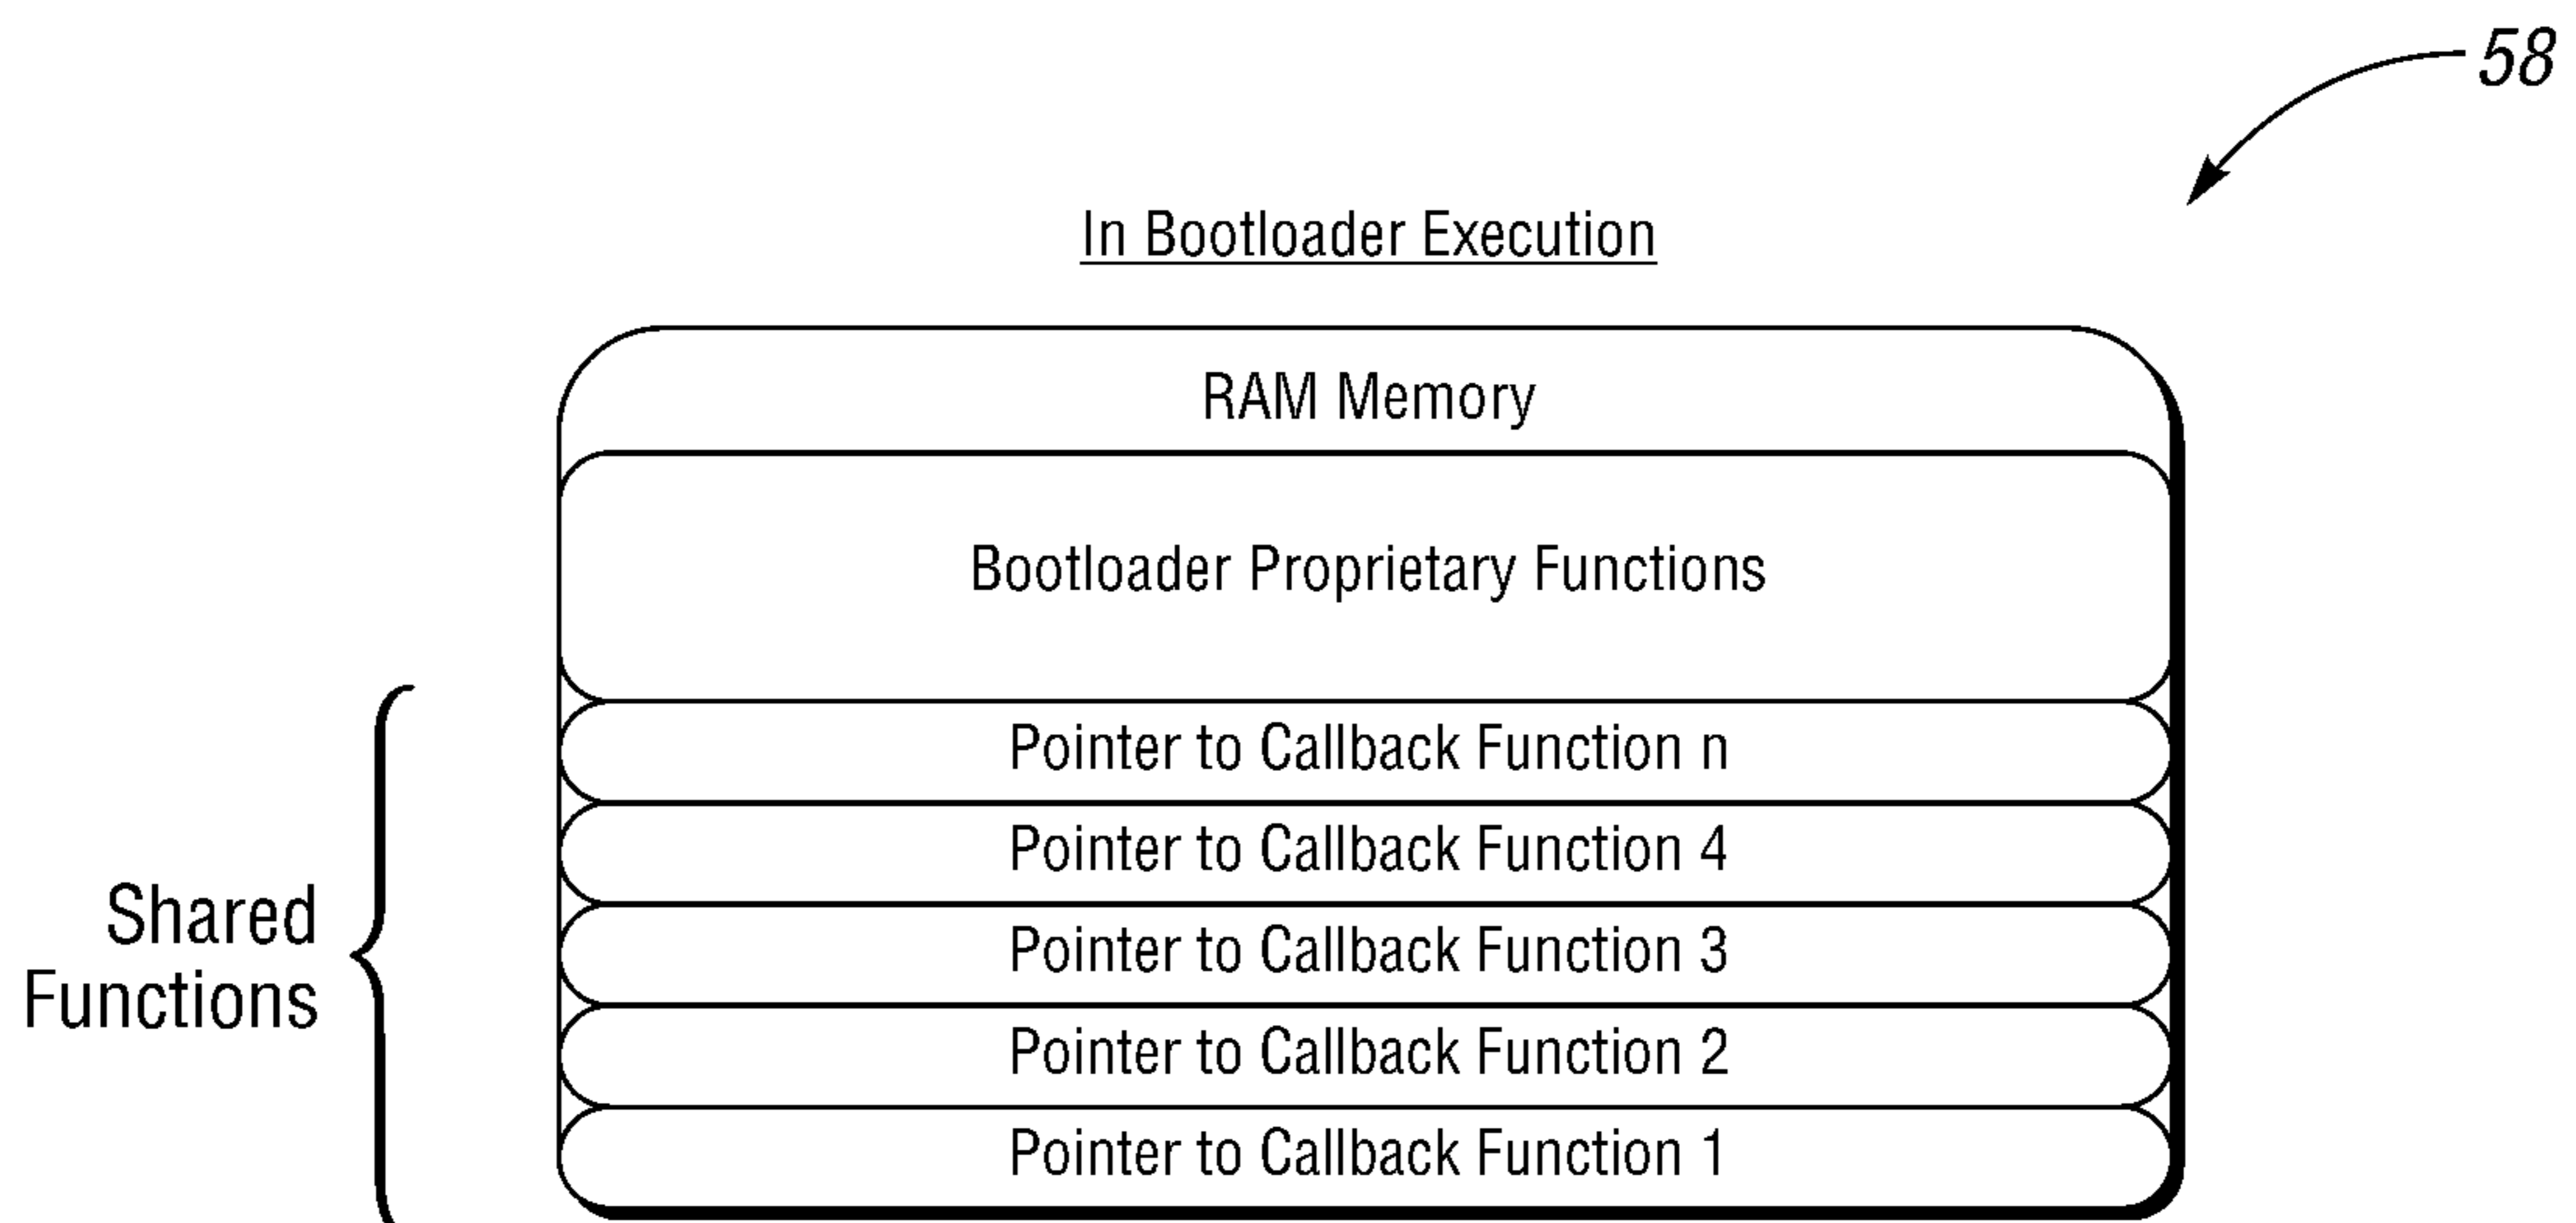 58
In Bootloader Execution
RAM Memory
Bootloader Proprietary Functions
Pointer to Callback Function n
Pointer to Callback Function 4
Pointer to Callback Function 3
Pointer to Callback Function 2
Pointer to Callback Function 1
Shared
Functions